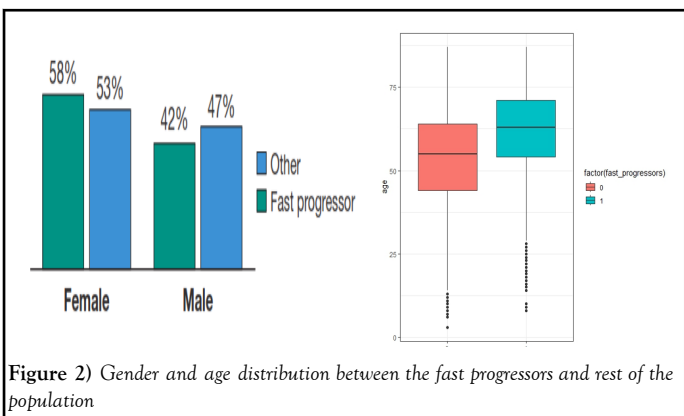 58%
53%
42%
47%
Other
Fast progressor
Female
Male
75
50
25
0
age
factor(fast_progressors)
0
1
Figure 2) Gender and age distribution between the fast progressors and rest of the
population